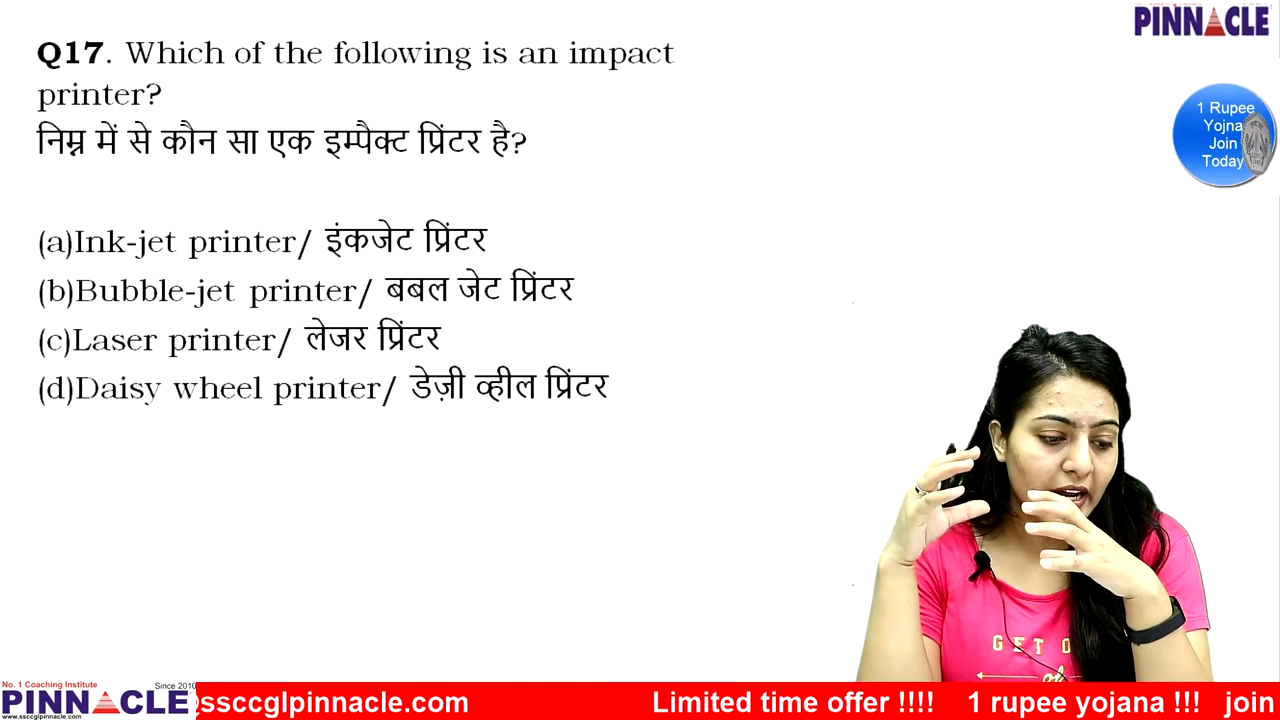 PINNACLE
Q17. Which of the following is an impact
printer?
निम्न में से कौन सा एक इम्पैक्ट प्रिंटर है?
1 Rupee
Yojna
Join
Today
(a)Ink-jet printer/ इंकजेट प्रिंटर
(b)Bubble-jet printer/ बबल जेट प्रिंटर
(c)Laser printer/ लेजर प्रिंटर
(d)Daisy wheel printer/ डेज़ी व्हील प्रिंटर
GET O
of
No. 1 Coaching Institute
Since 2010
PINNACLE
www.ssccglpinnacle.com
ssccglpinnacle.com Limited time offer !!!! 1 rupee yojana !!! join